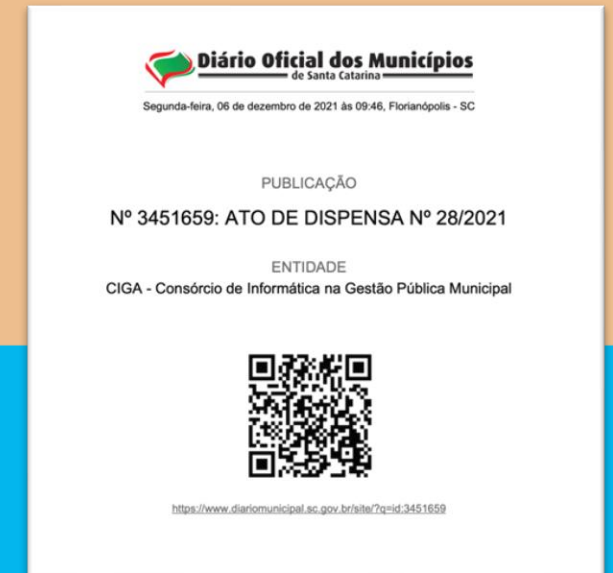 Diário Oficial dos Municípios
de Santa Catarina
Segunda-feira, 06 de dezembro de 2021 às 09:46, Florianópolis - SC
PUBLICAÇÃO
Nº 3451659: ATO DE DISPENSA Nº 28/2021
ENTIDADE
CIGA - Consórcio de Informática na Gestão Pública Municipal
https://www.diariomunicipal.sc.gov.br/site/?q=id:3451659